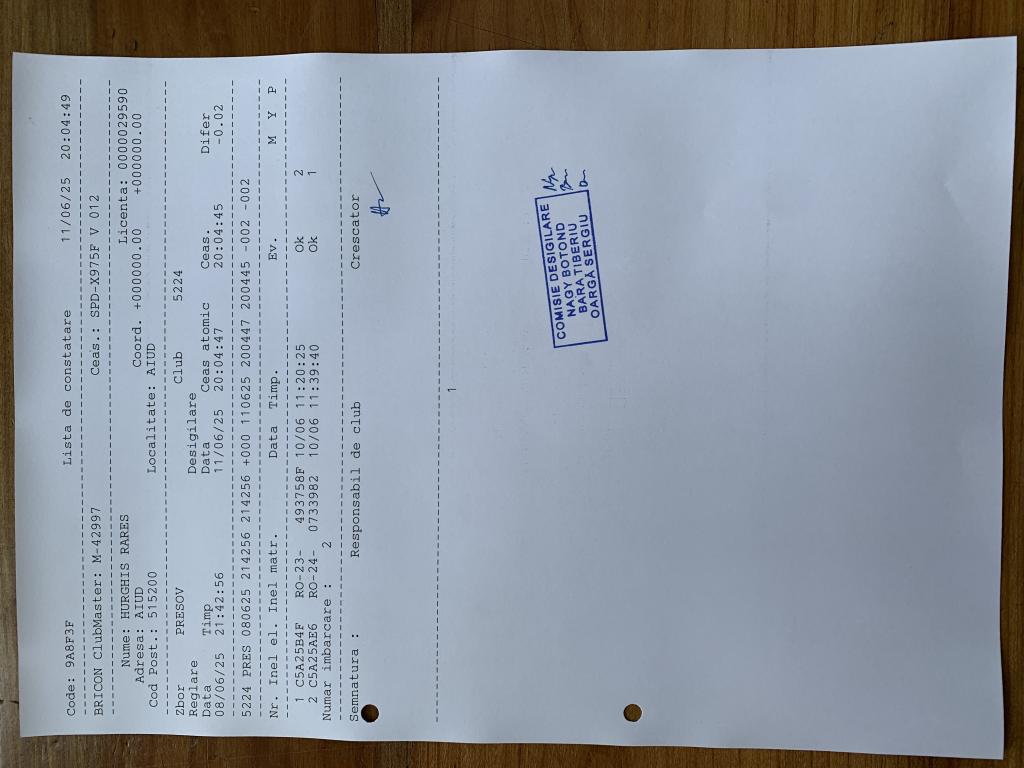 Code: 9A8F3F Lista de constatare 11/06/25 20:04:49
BRICON ClubMaster: M-42997 Ceas.: SPD-X975F V 012
Nume: HURGHIS RARES Licenta: 0000029590
Adresa: AIUD Coord. +000000.00 +000000.00
Cod Post.: 515200 Localitate: AIUD
Zbor PRESOV Club 5224
Reglare Desigilare
Data Timp Data Ceas atomic Ceas. Difer
08/06/25 21:42:56 11/06/25 20:04:47 20:04:45 -0.02
5224 PRES 080625 214256 214256 +000 110625 200447 200445 -002 -002
Nr. Inel el. Inel matr. Data Timp. Ev. M Y P
1 C5A25B4F RO-23- 493758F 10/06 11:20:25 Ok 2
2 C5A25AE6 RO-24- 0733982 10/06 11:39:40 Ok 1
Numar imbarcare : 2
Semnatura : Responsabil de club Crescator
1
COMISIE DESIGILARE
NAGY BOTOND
BARA TIBERIU
OARGĂ SERGIU